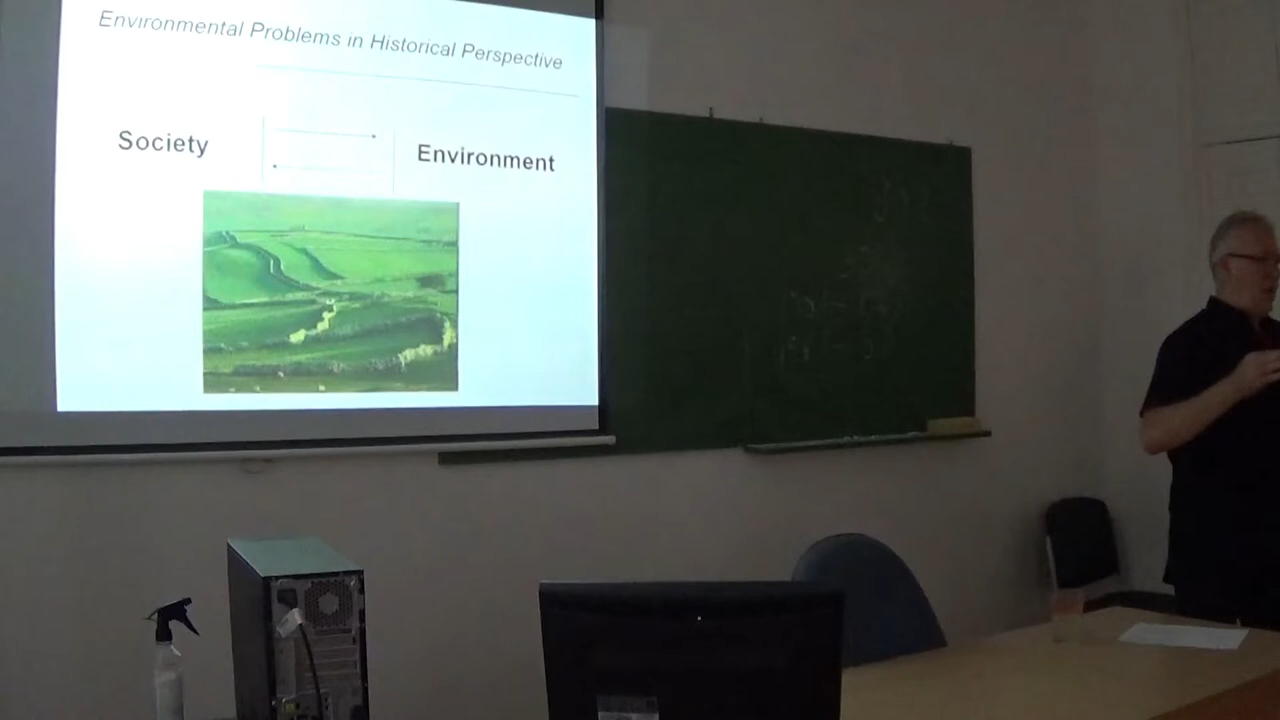 Environmental Problems in Historical Perspective
Society
Environment